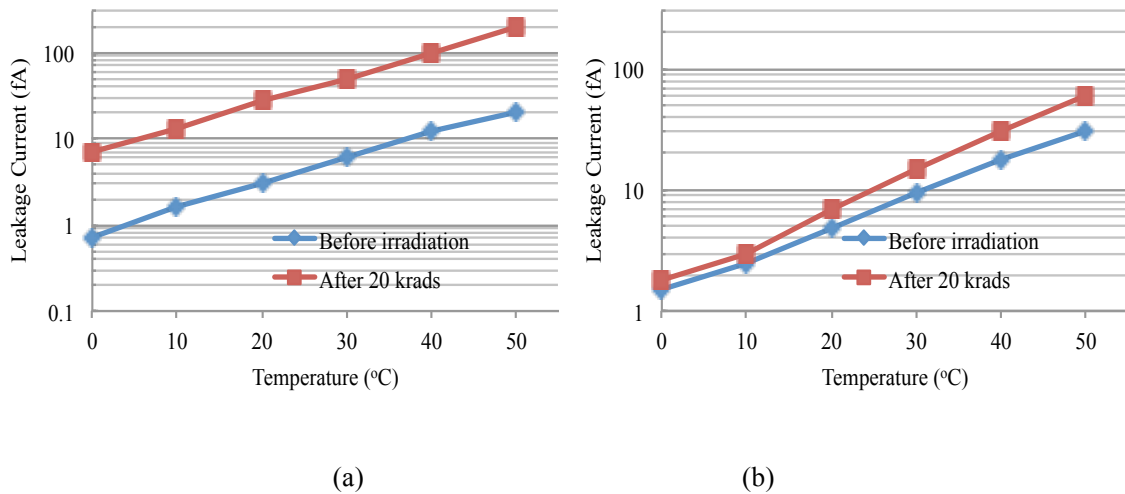 Leakage Current (fA)
100
10
1
0.1
0 10 20 30 40 50
Temperature (°C)
Before irradiation
After 20 krads
(a)
Leakage Current (fA)
100
10
1
0 10 20 30 40 50
Temperature (°C)
Before irradiation
After 20 krads
(b)